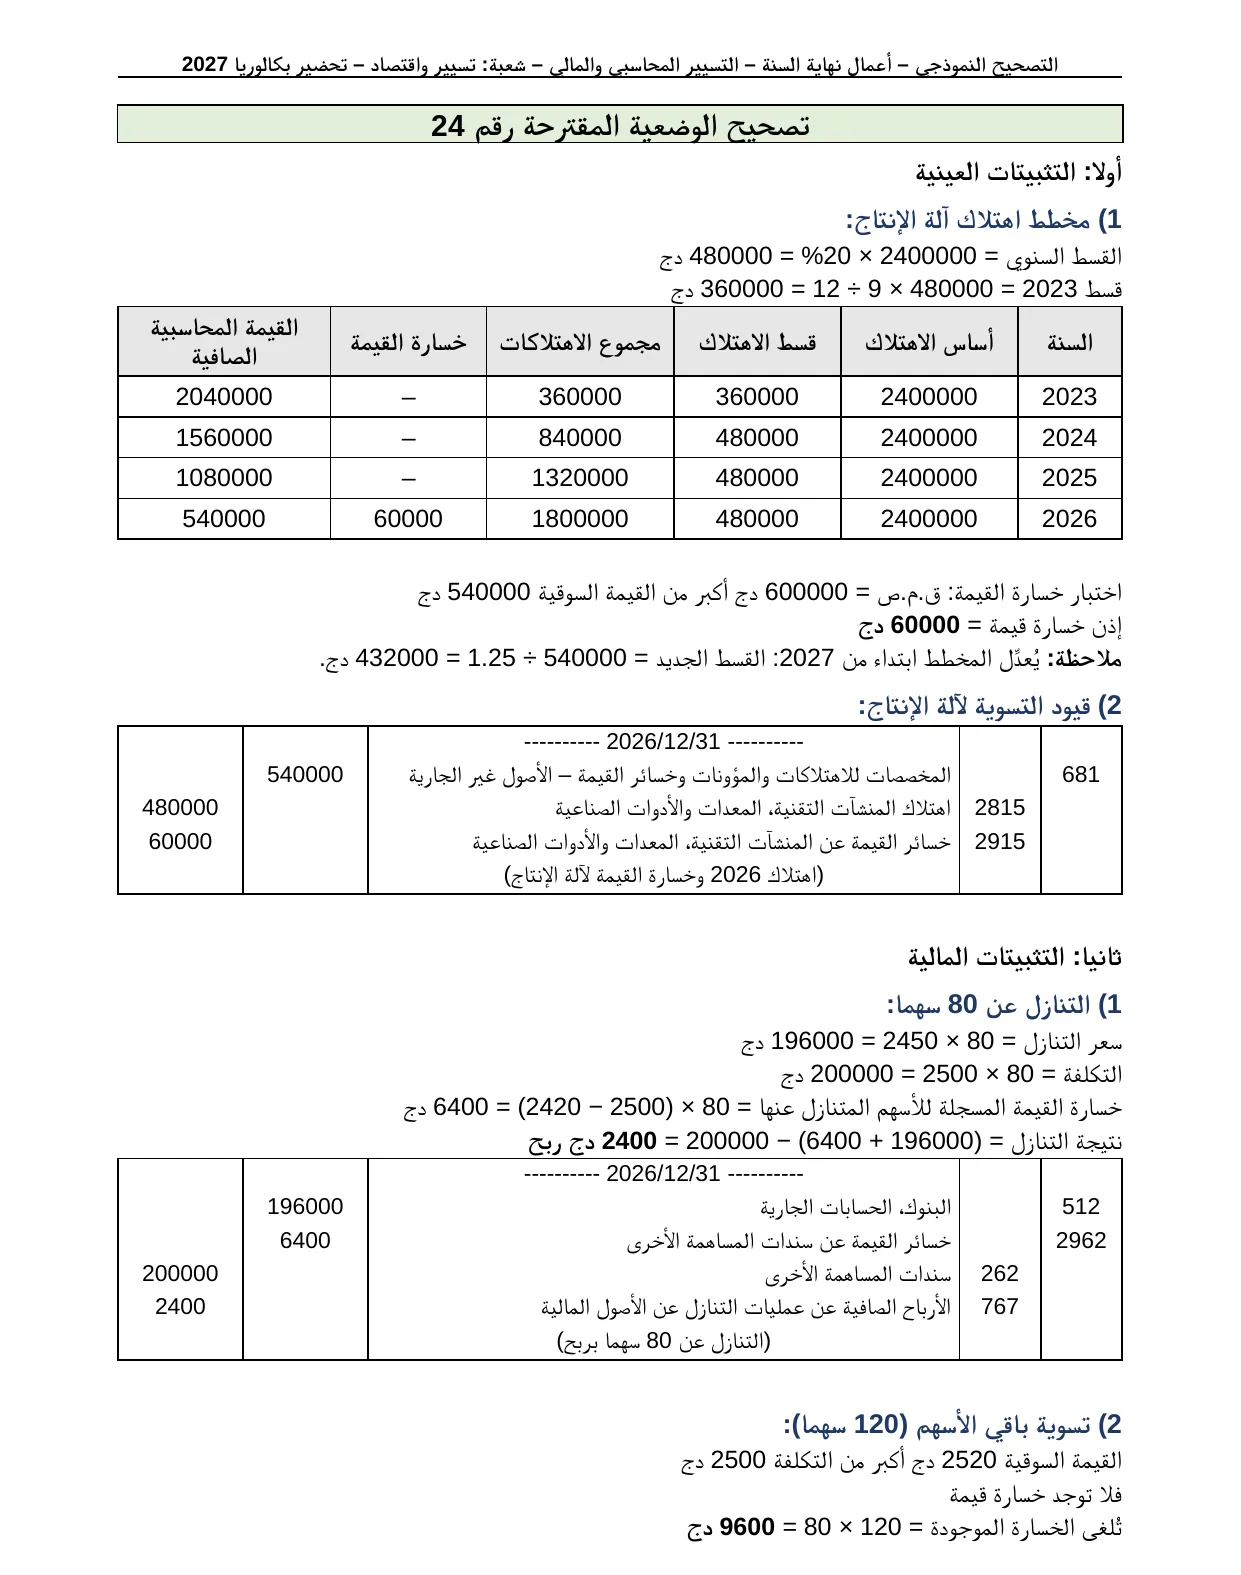 التصحيح النموذجي – أعمال نهاية السنة – التسيير المحاسبي والمالي – شعبة: تسيير واقتصاد – تحضير بكالوريا 2027
تصحيح الوضعية المقترحة رقم 24
أولا: التثبيتات العينية
1) مخطط اهتلاك آلة الإنتاج:
القسط السنوي = 2400000 × 20% = 480000 دج
قسط 2023 = 480000 × 9 ÷ 12 = 360000 دج
السنة | أساس الاهتلاك | قسط الاهتلاك | مجموع الاهتلاكات | خسارة القيمة | القيمة المحاسبية الصافية
2023 | 2400000 | 360000 | 360000 | – | 2040000
2024 | 2400000 | 480000 | 840000 | – | 1560000
2025 | 2400000 | 480000 | 1320000 | – | 1080000
2026 | 2400000 | 480000 | 1800000 | 60000 | 540000
اختبار خسارة القيمة: ق.م.ص = 600000 دج أكبر من القيمة السوقية 540000 دج
إذن خسارة قيمة = 60000 دج
ملاحظة: يُعدَّل المخطط ابتداء من 2027: القسط الجديد = 540000 ÷ 1.25 = 432000 دج.
2) قيود التسوية لآلة الإنتاج:
---------- 2026/12/31 ----------
681 | المخصصات للاهتلاكات والمؤونات وخسائر القيمة – الأصول غير الجارية | 540000
2815 | اهتلاك المنشآت التقنية، المعدات والأدوات الصناعية | 480000
2915 | خسائر القيمة عن المنشآت التقنية، المعدات والأدوات الصناعية | 60000
(اهتلاك 2026 وخسارة القيمة لآلة الإنتاج)
ثانيا: التثبيتات المالية
1) التنازل عن 80 سهما:
سعر التنازل = 80 × 2450 = 196000 دج
التكلفة = 80 × 2500 = 200000 دج
خسارة القيمة المسجلة للأسهم المتنازل عنها = 80 × (2500 − 2420) = 6400 دج
نتيجة التنازل = (196000 + 6400) − 200000 = 2400 دج ربح
---------- 2026/12/31 ----------
512 | البنوك، الحسابات الجارية | 196000
2962 | خسائر القيمة عن سندات المساهمة الأخرى | 6400
262 | سندات المساهمة الأخرى | 200000
767 | الأرباح الصافية عن عمليات التنازل عن الأصول المالية | 2400
(التنازل عن 80 سهما بربح)
2) تسوية باقي الأسهم (120 سهما):
القيمة السوقية 2520 دج أكبر من التكلفة 2500 دج
فلا توجد خسارة قيمة
تُلغى الخسارة الموجودة = 120 × 80 = 9600 دج